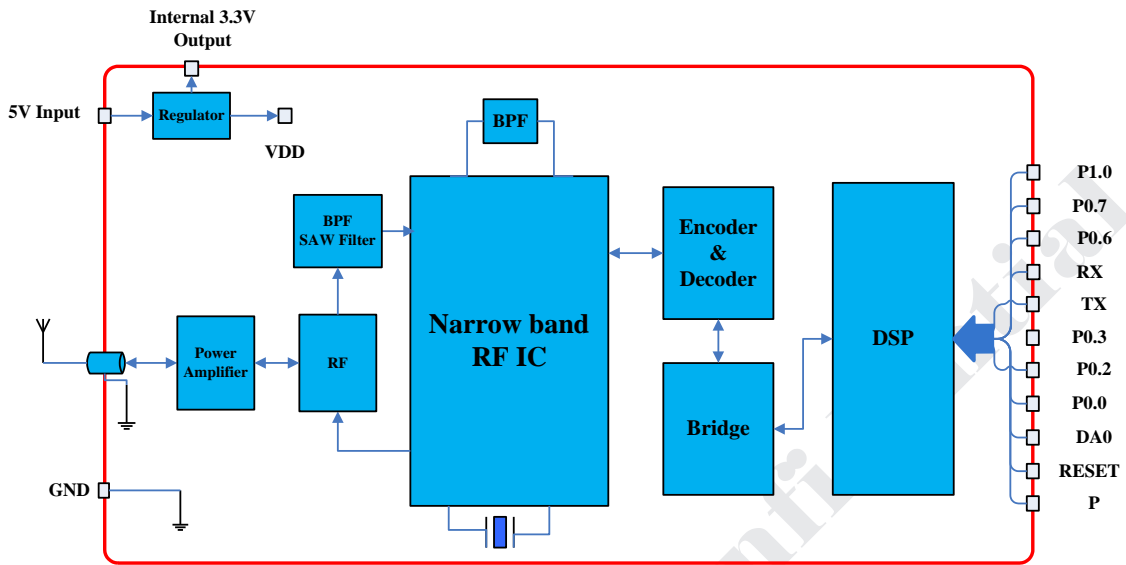 Internal 3.3V
Output
5V Input
Regulator
VDD
BPF
BPF
SAW Filter
Narrow band
RF IC
Encoder
&
Decoder
DSP
Power
Amplifier
RF
Bridge
GND
P1.0
P0.7
P0.6
RX
TX
P0.3
P0.2
P0.0
DA0
RESET
P